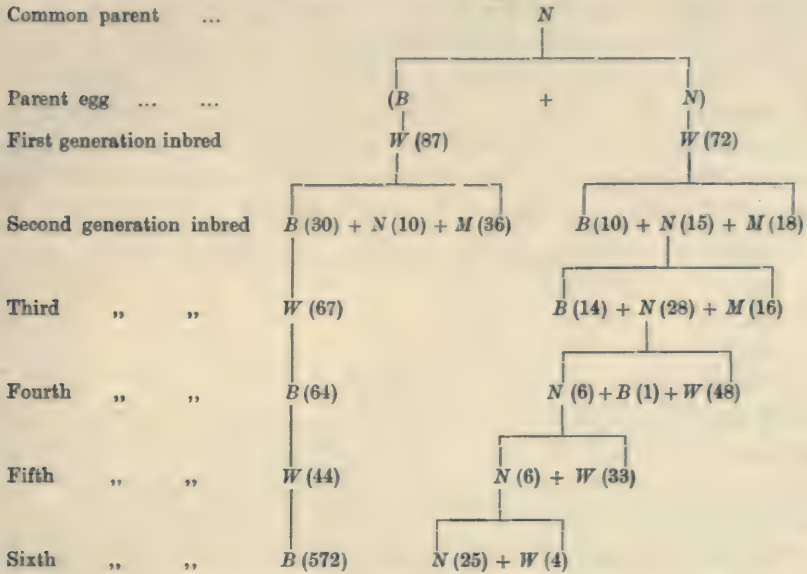 Common parent ... N
Parent egg ... ... (B + N)
First generation inbred W (87) W (72)
Second generation inbred B (30) + N (10) + M (36) B (10) + N (15) + M (18)
Third ,, ,, W (67) B (14) + N (28) + M (16)
Fourth ,, ,, B (64) N (6) + B (1) + W (48)
Fifth ,, ,, W (44) N (6) + W (33)
Sixth ,, ,, B (572) N (25) + W (4)